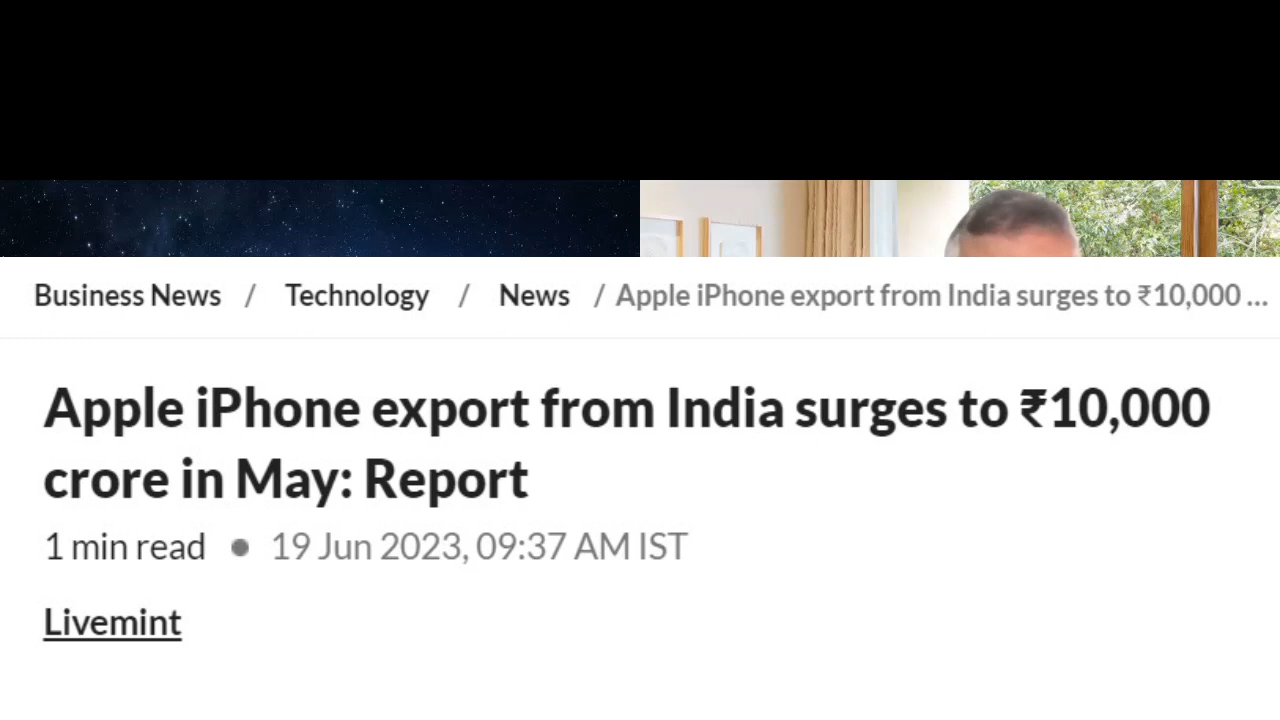 Business News / Technology / News / Apple iPhone export from India surges to ₹10,000 ...
Apple iPhone export from India surges to ₹10,000
crore in May: Report
1 min read ● 19 Jun 2023, 09:37 AM IST
Livemint